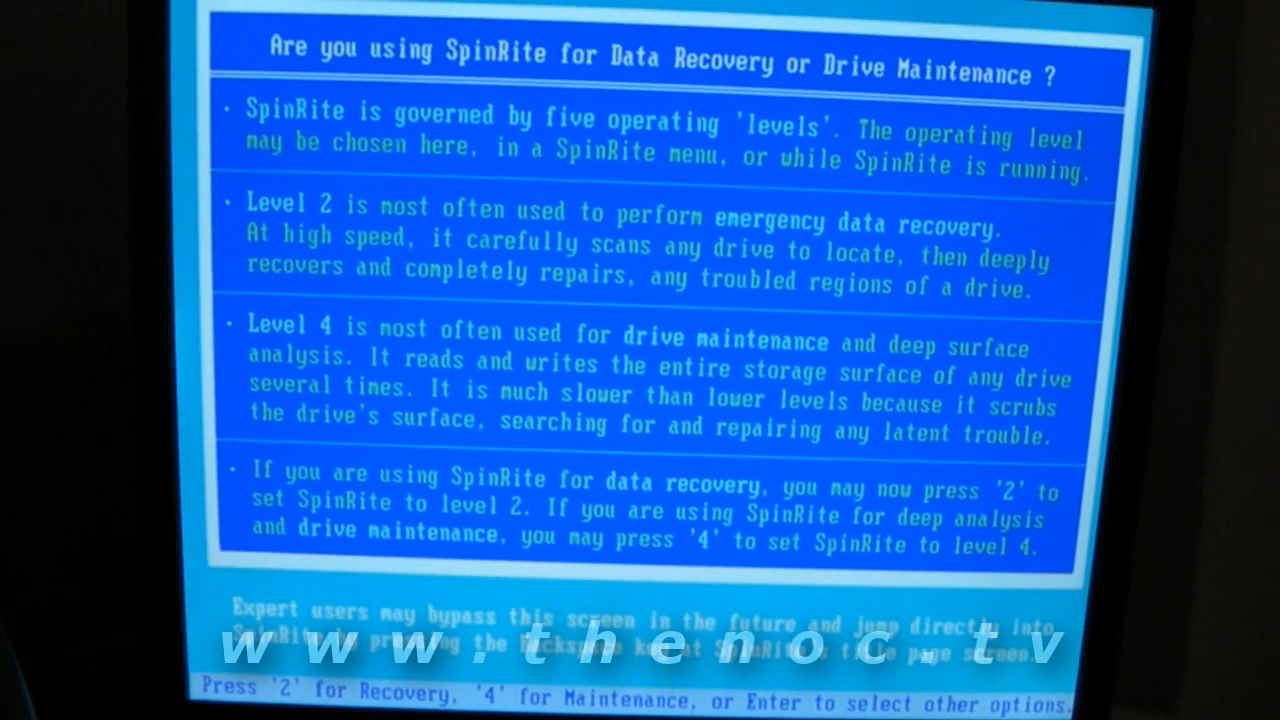 Are you using SpinRite for Data Recovery or Drive Maintenance ?
· SpinRite is governed by five operating 'levels'. The operating level
may be chosen here, in a SpinRite menu, or while SpinRite is running.
· Level 2 is most often used to perform emergency data recovery.
At high speed, it carefully scans any drive to locate, then deeply
recovers and completely repairs, any troubled regions of a drive.
· Level 4 is most often used for drive maintenance and deep surface
analysis. It reads and writes the entire storage surface of any drive
several times. It is much slower than lower levels because it scrubs
the drive's surface, searching for and repairing any latent trouble.
· If you are using SpinRite for data recovery, you may now press '2' to
set SpinRite to level 2. If you are using SpinRite for deep analysis
and drive maintenance, you may press '4' to set SpinRite to level 4.
Expert users may bypass this screen in the future and jump directly into
SpinRite by pressing the Backspace key at SpinRite's title page screen.
www.thenoc.tv
Press '2' for Recovery, '4' for Maintenance, or Enter to select other options.